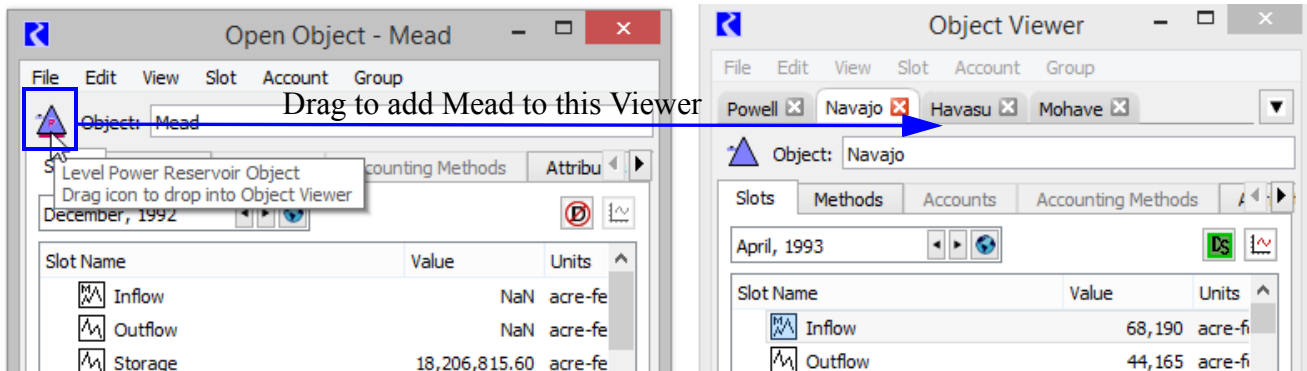 Open Object - Mead
File Edit View Slot Account Group
Object: Mead
Level Power Reservoir Object
Drag icon to drop into Object Viewer
counting Methods Attribu
December, 1992
Slot Name Value Units
Inflow NaN acre-fe
Outflow NaN acre-fe
Storage 18,206,815.60 acre-fe
Drag to add Mead to this Viewer
Object Viewer
File Edit View Slot Account Group
Powell Navajo Havasu Mohave
Object: Navajo
Slots Methods Accounts Accounting Methods
April, 1993
Slot Name Value Units
Inflow 68,190 acre-f
Outflow 44,165 acre-f